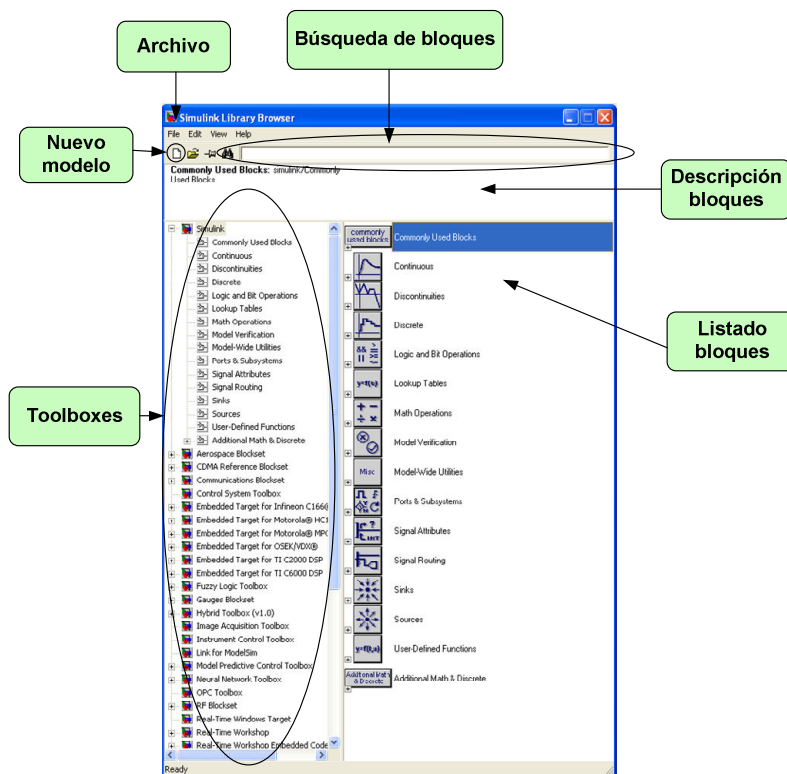 Archivo
Búsqueda de bloques
Nuevo
modelo
Descripción
bloques
Listado
bloques
Toolboxes
Simulink Library Browser
File Edit View Help
Commonly Used Blocks: simulink/Commonly
Used Blocks
Simulink
Commonly Used Blocks
Continuous
Discontinuities
Discrete
Logic and Bit Operations
Lookup Tables
Math Operations
Model Verification
Model-Wide Utilities
Ports & Subsystems
Signal Attributes
Signal Routing
Sinks
Sources
User-Defined Functions
Additional Math & Discrete
Aerospace Blockset
CDMA Reference Blockset
Communications Blockset
Control System Toolbox
Embedded Target for Infineon C166®
Embedded Target for Motorola® HC1
Embedded Target for Motorola® MPC
Embedded Target for OSEK/VDX®
Embedded Target for TI C2000 DSP
Embedded Target for TI C6000 DSP
Fuzzy Logic Toolbox
Gauges Blockset
Hybrid Toolbox (v1.0)
Image Acquisition Toolbox
Instrument Control Toolbox
Link for ModelSim
Model Predictive Control Toolbox
Neural Network Toolbox
OPC Toolbox
RF Blockset
Real-Time Windows Target
Real-Time Workshop
Real-Time Workshop Embedded Code
commonly
used blocks
Commonly Used Blocks
Continuous
Discontinuities
Discrete
Logic and Bit Operations
y=f(u)
Lookup Tables
Math Operations
Model Verification
Misc
Model-Wide Utilities
Ports & Subsystems
Signal Attributes
Signal Routing
Sinks
Sources
y=f(t,u)
User-Defined Functions
Additional Math
& Discrete
Additional Math & Discrete
Ready